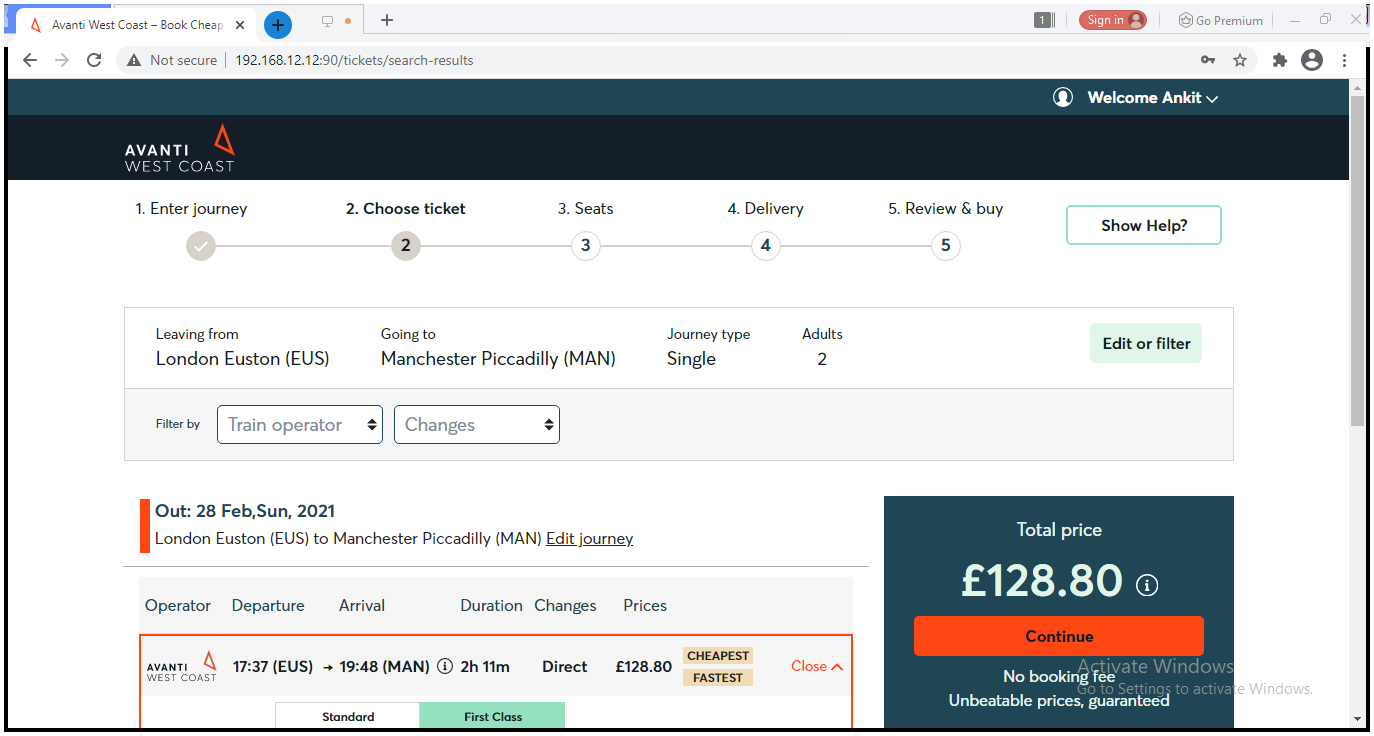 Avanti West Coast – Book Cheap
1
Sign in
Go Premium
Not secure
192.168.12.12:90/tickets/search-results
Welcome Ankit
AVANTI
WEST COAST
1. Enter journey
2. Choose ticket
3. Seats
4. Delivery
5. Review & buy
2
3
4
5
Show Help?
Leaving from
London Euston (EUS)
Going to
Manchester Piccadilly (MAN)
Journey type
Single
Adults
2
Edit or filter
Filter by
Train operator
Changes
Out: 28 Feb,Sun, 2021
London Euston (EUS) to Manchester Piccadilly (MAN) Edit journey
Operator Departure Arrival Duration Changes Prices
AVANTI
WEST COAST
17:37 (EUS) → 19:48 (MAN) i 2h 11m Direct £128.80
CHEAPEST
FASTEST
Close
Standard
First Class
Total price
£128.80 i
Continue
No booking fee
Unbeatable prices, guaranteed
Activate Windows
Go to Settings to activate Windows.